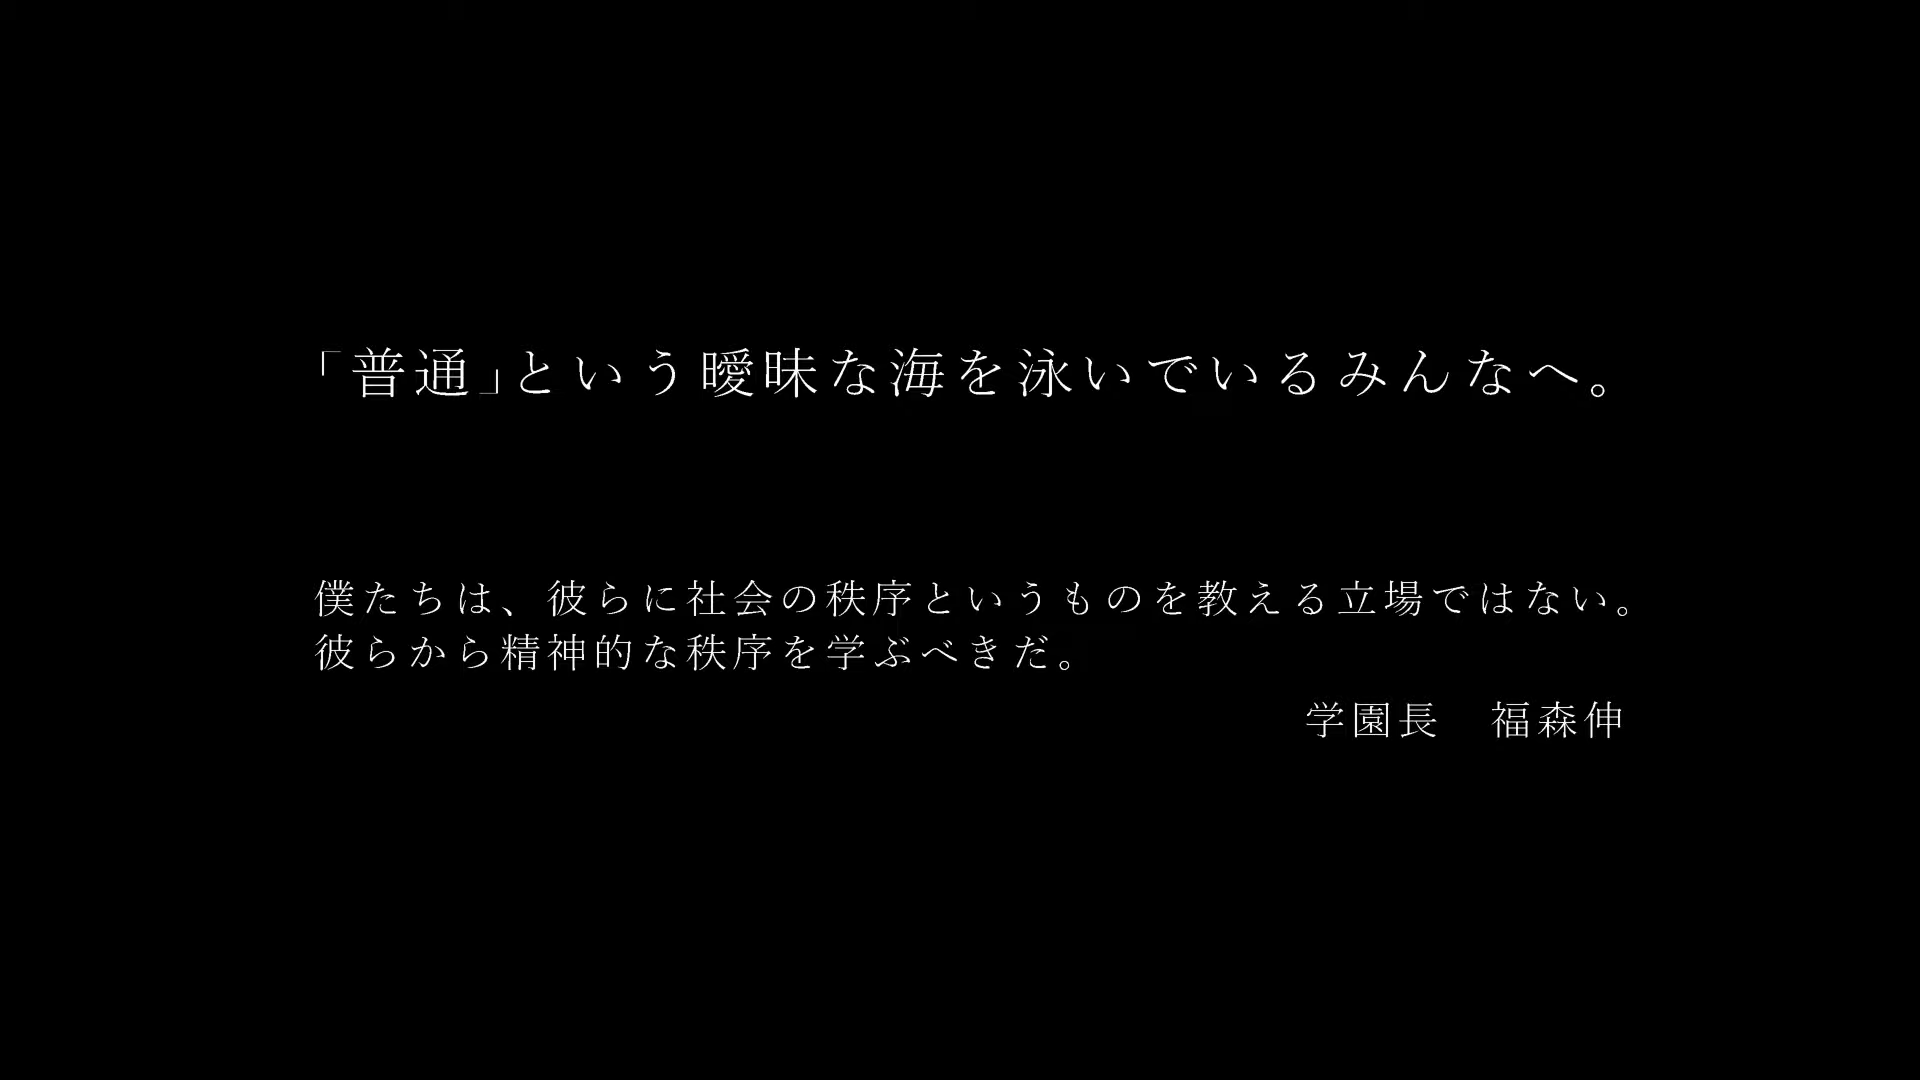 「普通」という曖昧な海を泳いでいるみんなへ。
僕たちは、彼らに社会の秩序というものを教える立場ではない。
彼らから精神的な秩序を学ぶべきだ。
学園長　福森伸